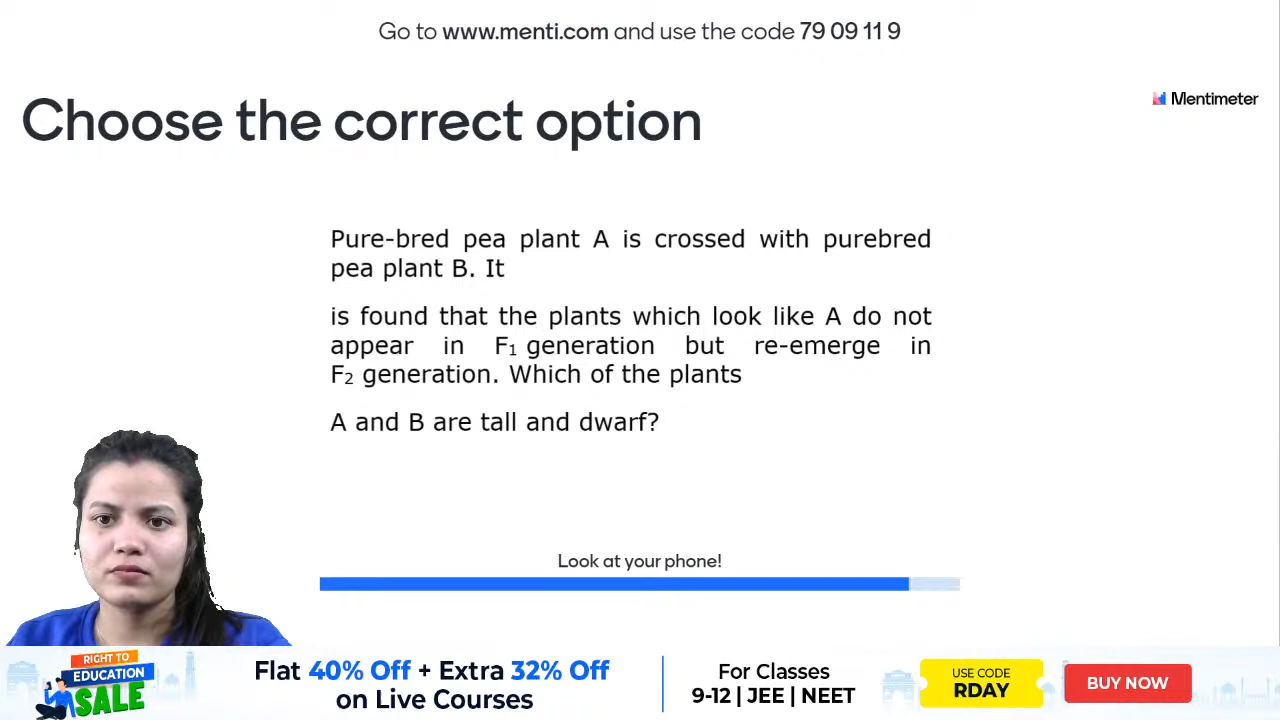 Go to www.menti.com and use the code 79 09 11 9
Choose the correct option
Mentimeter
Pure-bred pea plant A is crossed with purebred
pea plant B. It
is found that the plants which look like A do not
appear in F1 generation but re-emerge in
F2 generation. Which of the plants
A and B are tall and dwarf?
Look at your phone!
RIGHT TO
EDUCATION
SALE
Flat 40% Off + Extra 32% Off
on Live Courses
For Classes
9-12 | JEE | NEET
USE CODE
RDAY
BUY NOW